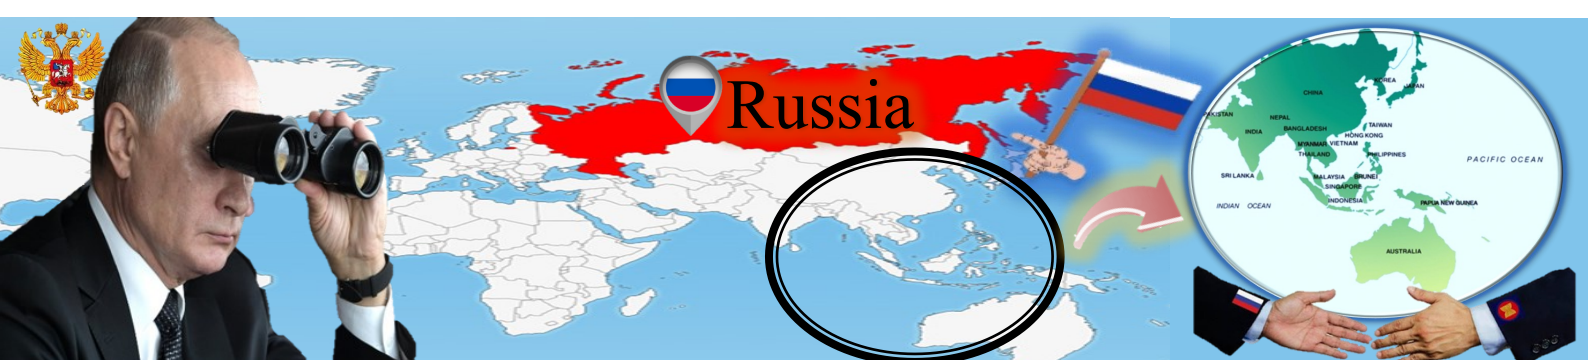 Russia
CHINA
KOREA
JAPAN
PAKISTAN
NEPAL
INDIA
BANGLADESH
TAIWAN
HONG KONG
MYANMAR
VIETNAM
THAILAND
PHILIPPINES
PACIFIC OCEAN
SRI LANKA
MALAYSIA
BRUNEI
SINGAPORE
INDONESIA
INDIAN OCEAN
PAPUA NEW GUINEA
AUSTRALIA